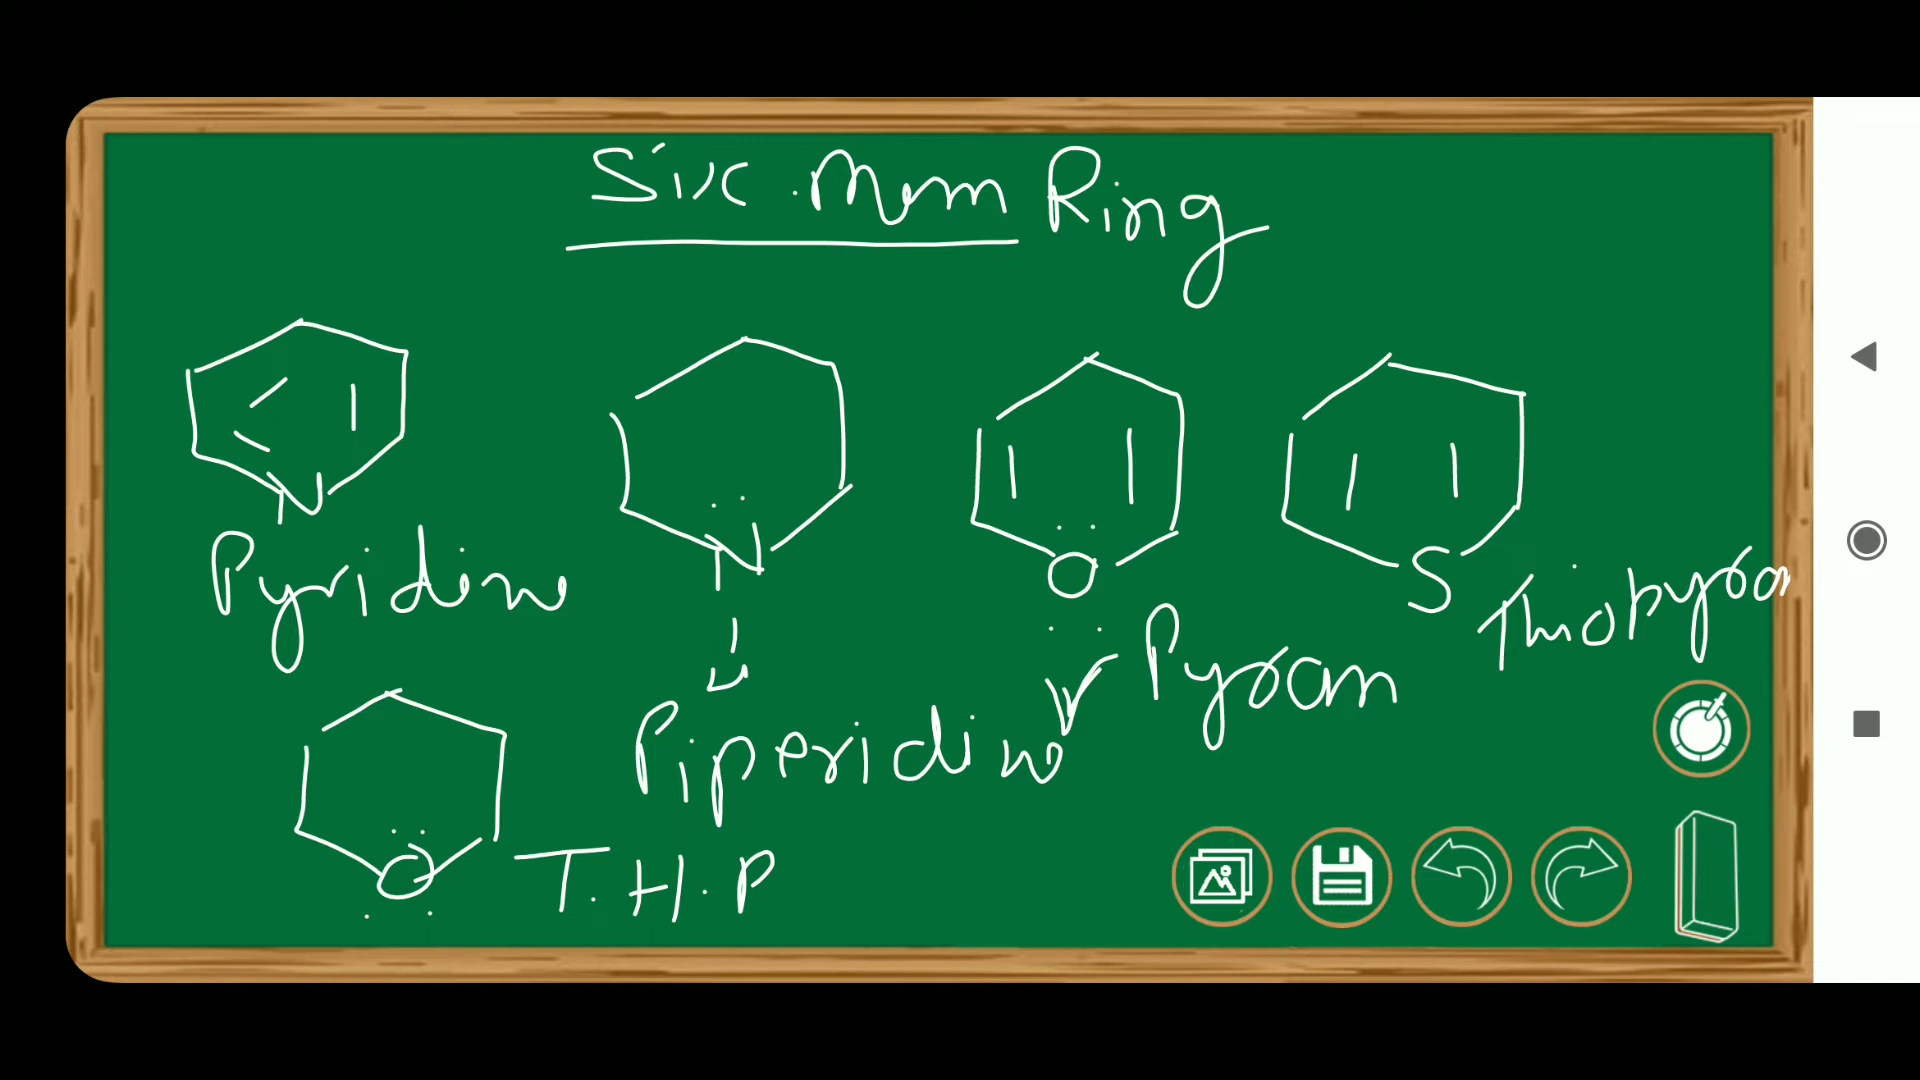 Six Mem Ring
N
N
H
O
S
Pyridine
Piperidine
Pyran
Thiopyran
O
T.H.P